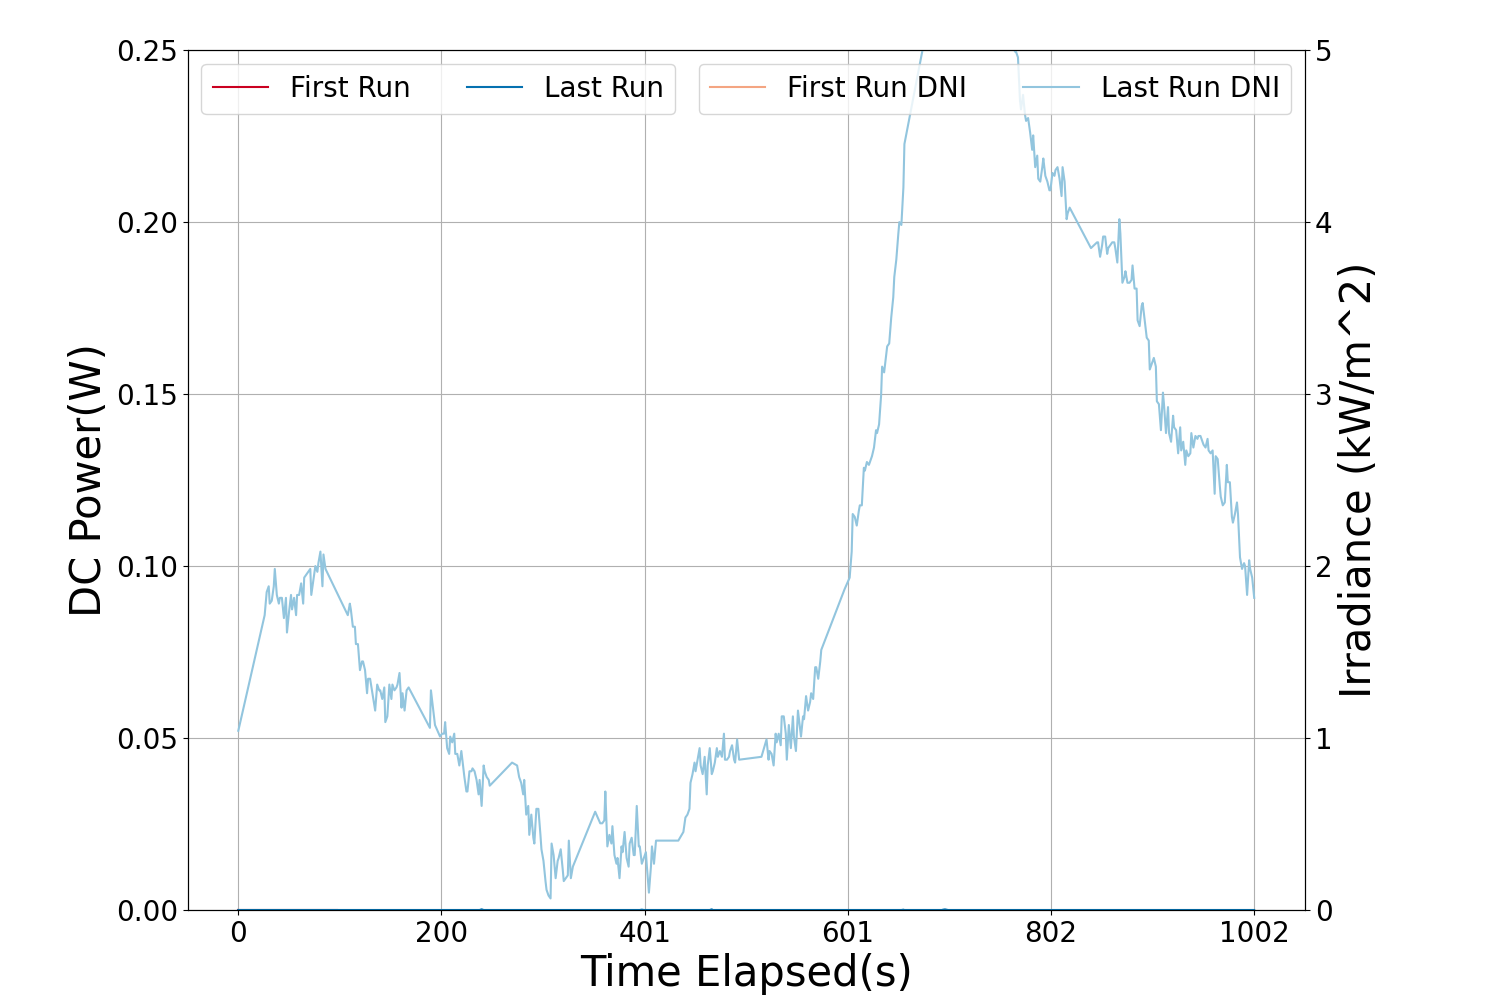 First Run
Last Run
First Run DNI
Last Run DNI
DC Power(W)
0.25
0.20
0.15
0.10
0.05
0.00
5
4
3
2
1
0
Irradiance (kW/m^2)
0 200 401 601 802 1002
Time Elapsed(s)